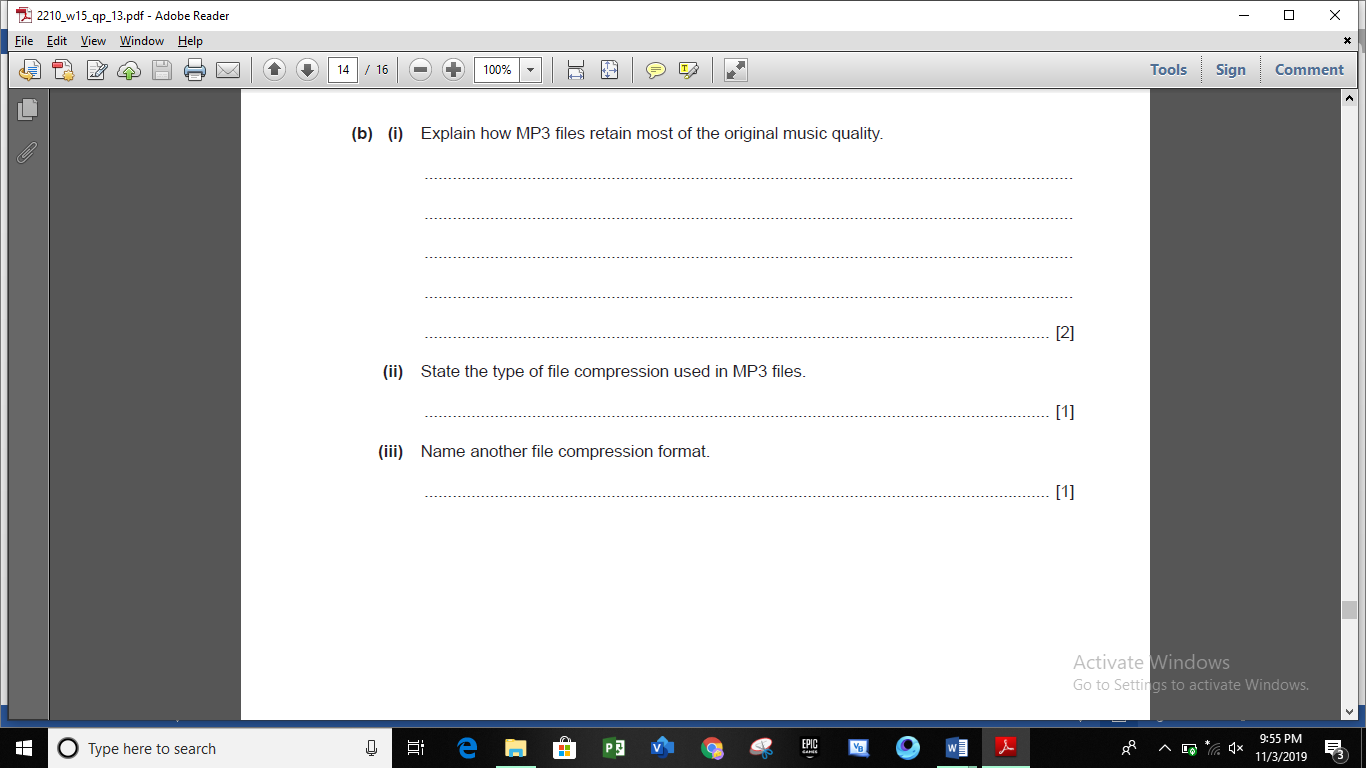 2210_w15_qp_13.pdf - Adobe Reader
File Edit View Window Help
14 / 16 100% Tools Sign Comment
(b) (i) Explain how MP3 files retain most of the original music quality.
.......................................................................................................................................
.......................................................................................................................................
.......................................................................................................................................
.......................................................................................................................................
.................................................................................................................................. [2]
(ii) State the type of file compression used in MP3 files.
.................................................................................................................................. [1]
(iii) Name another file compression format.
.................................................................................................................................. [1]
Activate Windows
Go to Settings to activate Windows.
Type here to search
EPIC
GAMES
9:55 PM
11/3/2019
3